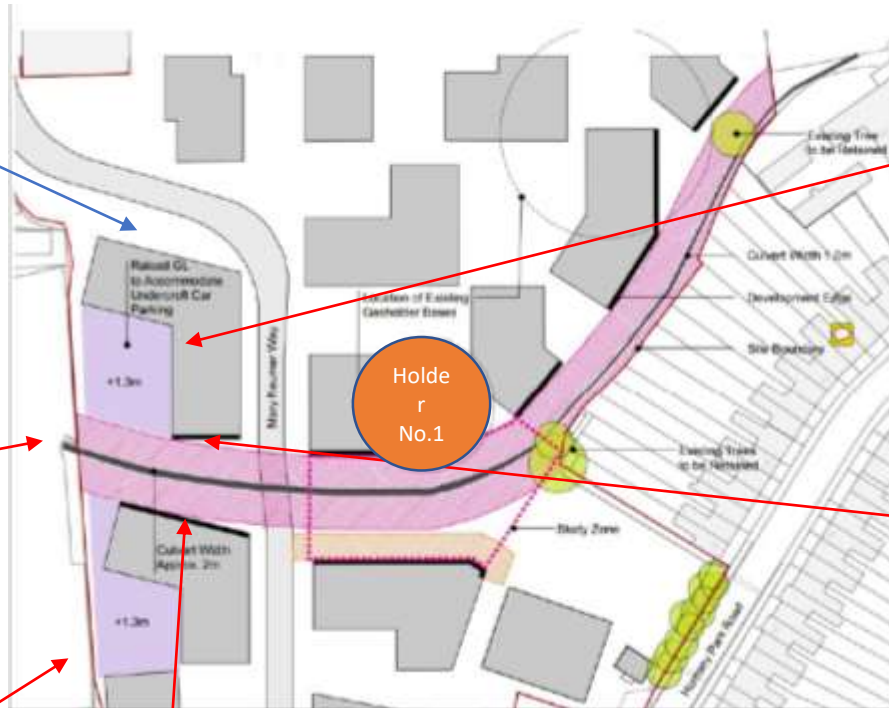 Existing Tree
to be Retained
Raised GL
to Accommodate
Undercroft Car
Parking
Culvert Width 1.2m
Location of Existing
Gasholder Bases
Development Edge
Site Boundary
+1.3m
Holde
r
No.1
Existing Trees
to be Retained
Study Zone
Culvert Width
Approx. 2m
+1.3m
Park Road